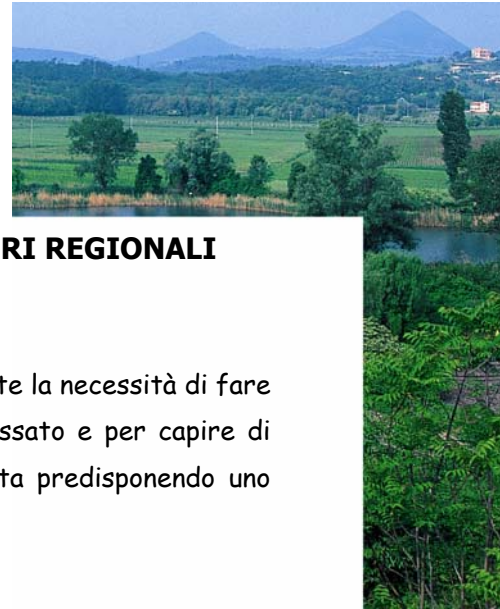 RI REGIONALI
te la necessità di fare
ssato e per capire di
ta predisponendo uno